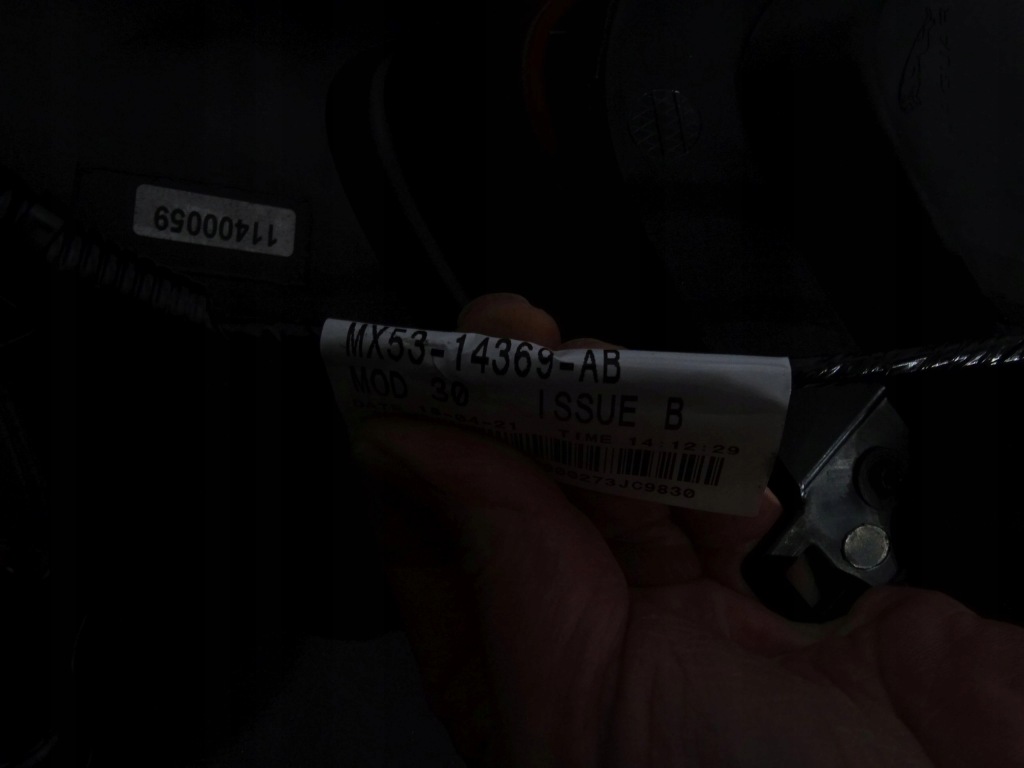 11400059
MX53-14369-AB
MOD 30 ISSUE B
TIME 14:12:29